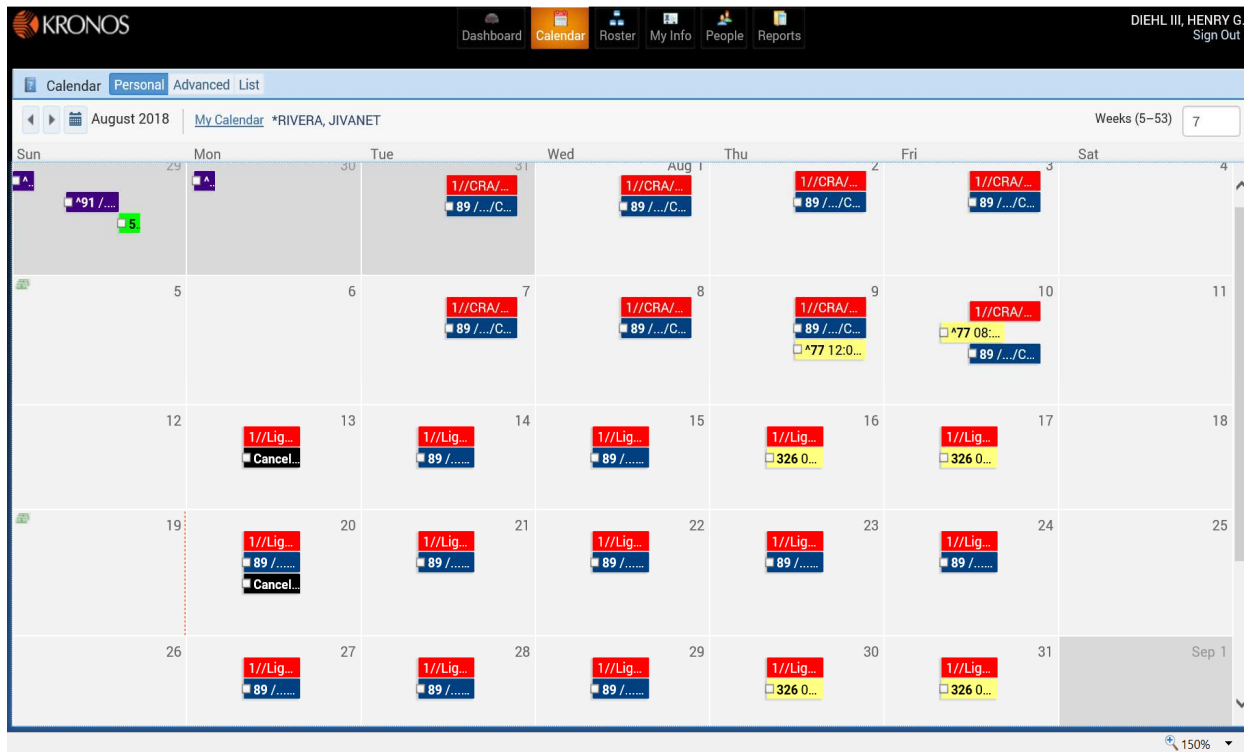 KRONOS
Dashboard Calendar Roster My Info People Reports
DIEHL III, HENRY G.
Sign Out
Calendar Personal Advanced List
August 2018 My Calendar *RIVERA, JIVANET Weeks (5–53) 7
Sun Mon Tue Wed Thu Fri Sat
29 30 31 Aug 1 2 3 4
^. ^. 1//CRA/... 1//CRA/... 1//CRA/... 1//CRA/...
^91 /.... 89 /.../C... 89 /.../C... 89 /.../C... 89 /.../C...
5.
5 6 7 8 9 10 11
1//CRA/... 1//CRA/... 1//CRA/... 1//CRA/...
89 /.../C... 89 /.../C... 89 /.../C... ^77 08:...
^77 12:0... 89 /.../C...
12 13 14 15 16 17 18
1//Lig... 1//Lig... 1//Lig... 1//Lig... 1//Lig...
Cancel... 89 /...... 89 /...... 326 0... 326 0...
19 20 21 22 23 24 25
1//Lig... 1//Lig... 1//Lig... 1//Lig... 1//Lig...
89 /...... 89 /...... 89 /...... 89 /...... 89 /......
Cancel...
26 27 28 29 30 31 Sep 1
1//Lig... 1//Lig... 1//Lig... 1//Lig... 1//Lig...
89 /...... 89 /...... 89 /...... 326 0... 326 0...
150%